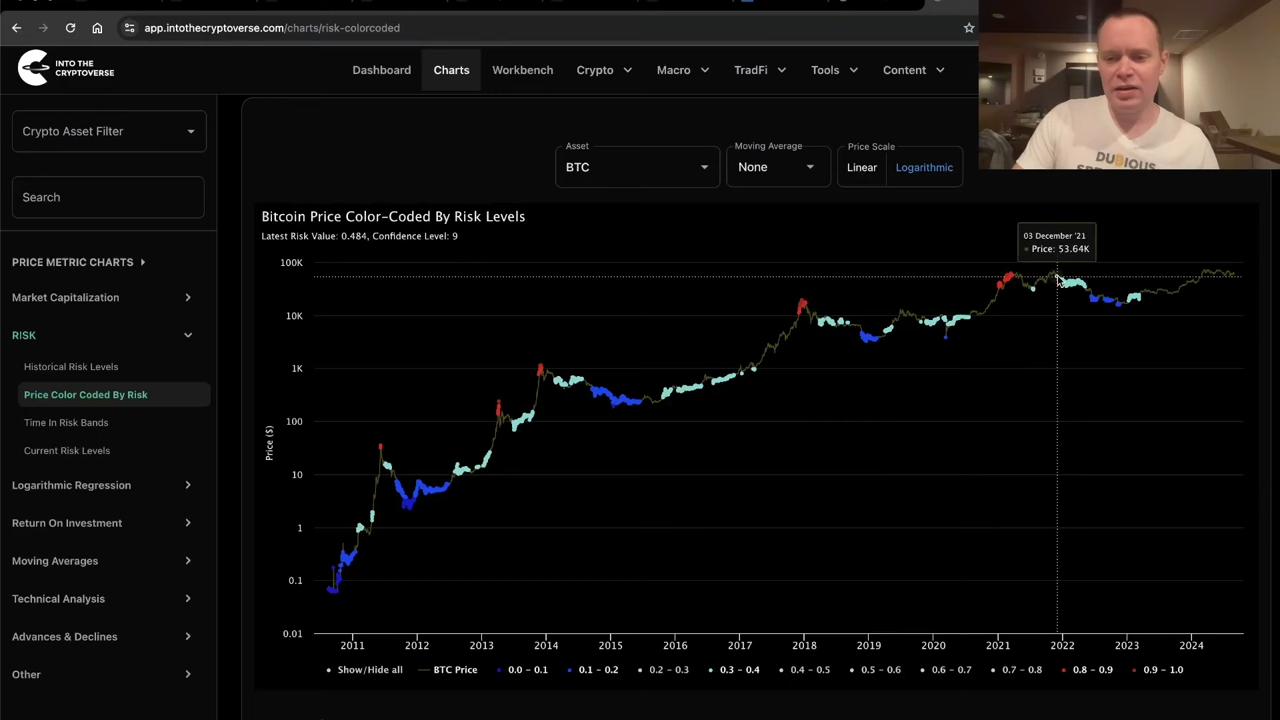 app.intothecryptoverse.com/charts/risk-colorcoded
INTO THE
CRYPTOVERSE
Dashboard Charts Workbench Crypto Macro TradFi Tools Content
Crypto Asset Filter
Search
PRICE METRIC CHARTS
Market Capitalization
RISK
Historical Risk Levels
Price Color Coded By Risk
Time In Risk Bands
Current Risk Levels
Logarithmic Regression
Return On Investment
Moving Averages
Technical Analysis
Advances & Declines
Other
Asset
BTC
Moving Average
None
Price Scale
Linear Logarithmic
DUBIOUS
Bitcoin Price Color-Coded By Risk Levels
Latest Risk Value: 0.484, Confidence Level: 9
03 December '21
Price: 53.64K
Price ($)
100K
10K
1K
100
10
1
0.1
0.01
2011 2012 2013 2014 2015 2016 2017 2018 2019 2020 2021 2022 2023 2024
Show/Hide all BTC Price 0.0 - 0.1 0.1 - 0.2 0.2 - 0.3 0.3 - 0.4 0.4 - 0.5 0.5 - 0.6 0.6 - 0.7 0.7 - 0.8 0.8 - 0.9 0.9 - 1.0